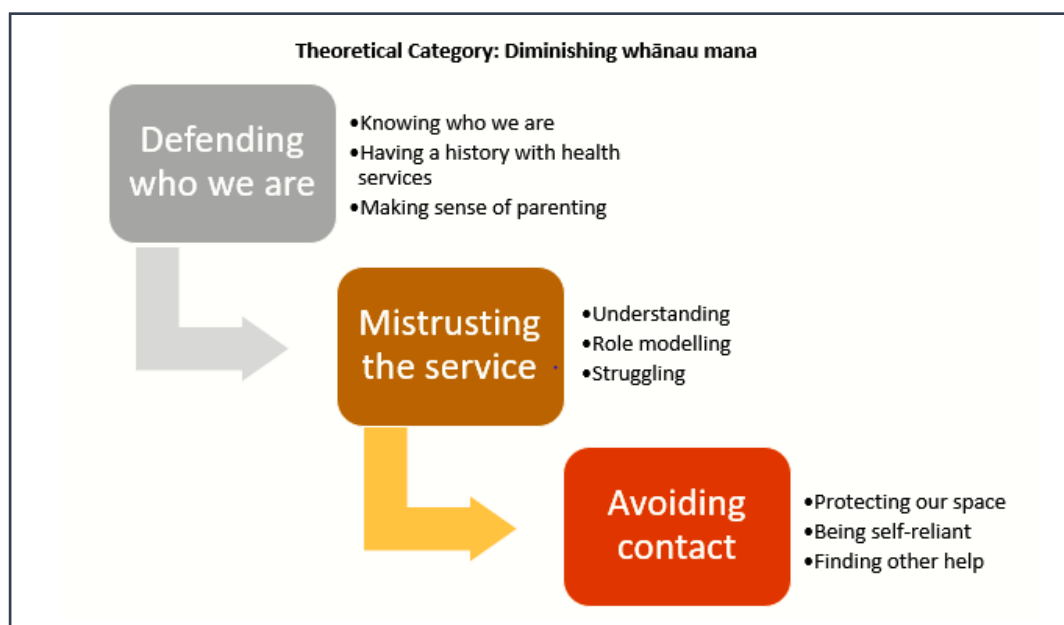 Theoretical Category: Diminishing whānau mana
Defending
who we are
•Knowing who we are
•Having a history with health
services
•Making sense of parenting
Mistrusting
the service
•Understanding
•Role modelling
•Struggling
Avoiding
contact
•Protecting our space
•Being self-reliant
•Finding other help